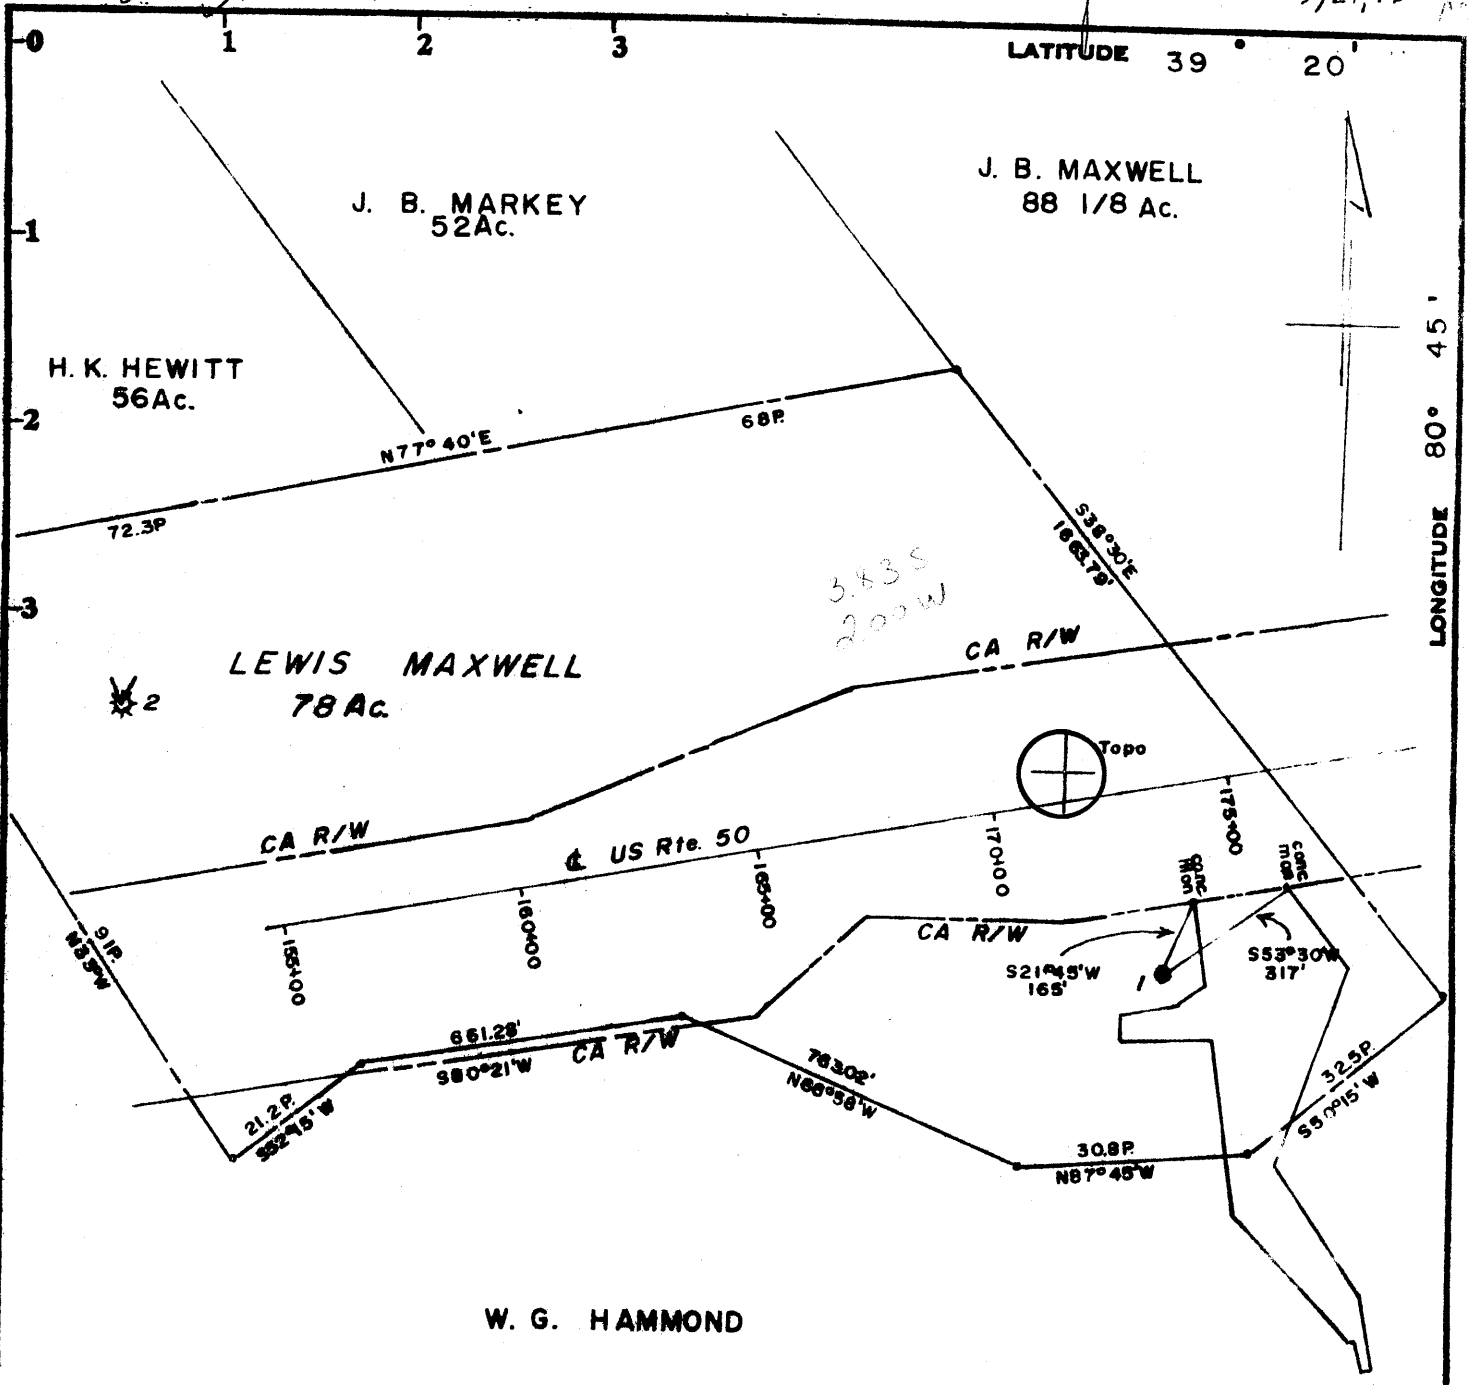 0
1
2
3
LATITUDE 39° 20'
J. B. MAXWELL
88 1/8 Ac.
J. B. MARKEY
52Ac.
1
H. K. HEWITT
56Ac.
2
N77°40'E
68P.
72.3P
LONGITUDE 80° 45'
S38°30'E
1663.79'
3.83 S
2.00 W
3
CA R/W
LEWIS MAXWELL
78 Ac.
2
Topo
CA R/W
℄ US Rte. 50
155+00
160+00
165+00
170+00
175+00
conc. mon
conc. mon
CA R/W
S21°45'W
165'
S53°30'W
317'
1
91P.
N33°W
661.28'
S80°21'W
CA R/W
763.02'
N66°58'W
21.2P.
S52°15'W
30.8P.
N87°45'W
32.5P.
S50°15'W
W. G. HAMMOND